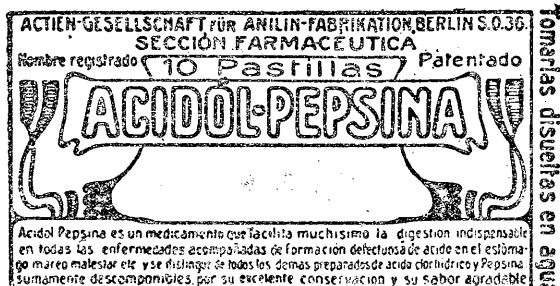 ACTIEN-GESELLSCHAFT FÜR ANILIN-FABRIKATION, BERLIN S.O.36.
SECCIÓN FARMACEUTICA
Nombre registrado
10 Pastillas
Patentado
ACIDOL-PEPSINA
Acidol Pepsina es un medicamento que facilita muchisimo la digestion indispensable
en todas las enfermedades acompañadas de formación defectuosa de acido en el estóma-
go mareo malestar etc y se distingue de todos los demas preparados de acido clorhidrico y Pepsina
sumamente descomponibles, por su excelente conservacion y su sabor agradable
Tomarlas disueltas en agua